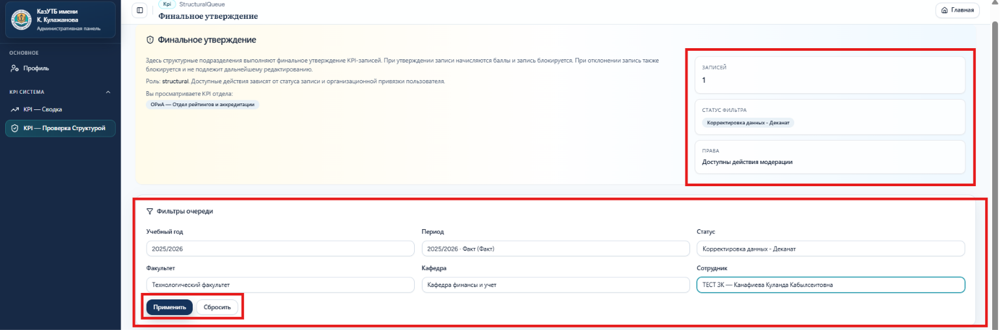 КазУТБ имени
К. Кулажанова
Административная панель
ОСНОВНОЕ
Профиль
KPI СИСТЕМА
KPI — Сводка
KPI — Проверка Структурой
Kpi StructuralQueue
Финальное утверждение
Главная
Финальное утверждение
Здесь структурные подразделения выполняют финальное утверждение KPI-записей. При утверждении записи начисляются баллы и запись блокируется. При отклонении запись также
блокируется и не подлежит дальнейшему редактированию.
Роль: structural. Доступные действия зависят от статуса записи и организационной привязки пользователя.
Вы просматриваете KPI отдела:
ОРиА — Отдел рейтингов и аккредитации
ЗАПИСЕЙ
1
СТАТУС ФИЛЬТРА
Корректировка данных - Деканат
ПРАВА
Доступны действия модерации
Фильтры очереди
Учебный год
2025/2026
Период
2025/2026 · Факт (Факт)
Статус
Корректировка данных - Деканат
Факультет
Технологический факультет
Кафедра
Кафедра финансы и учет
Сотрудник
ТЕСТ ЗК — Канафиева Куланда Кабылсеитовна
Применить
Сбросить